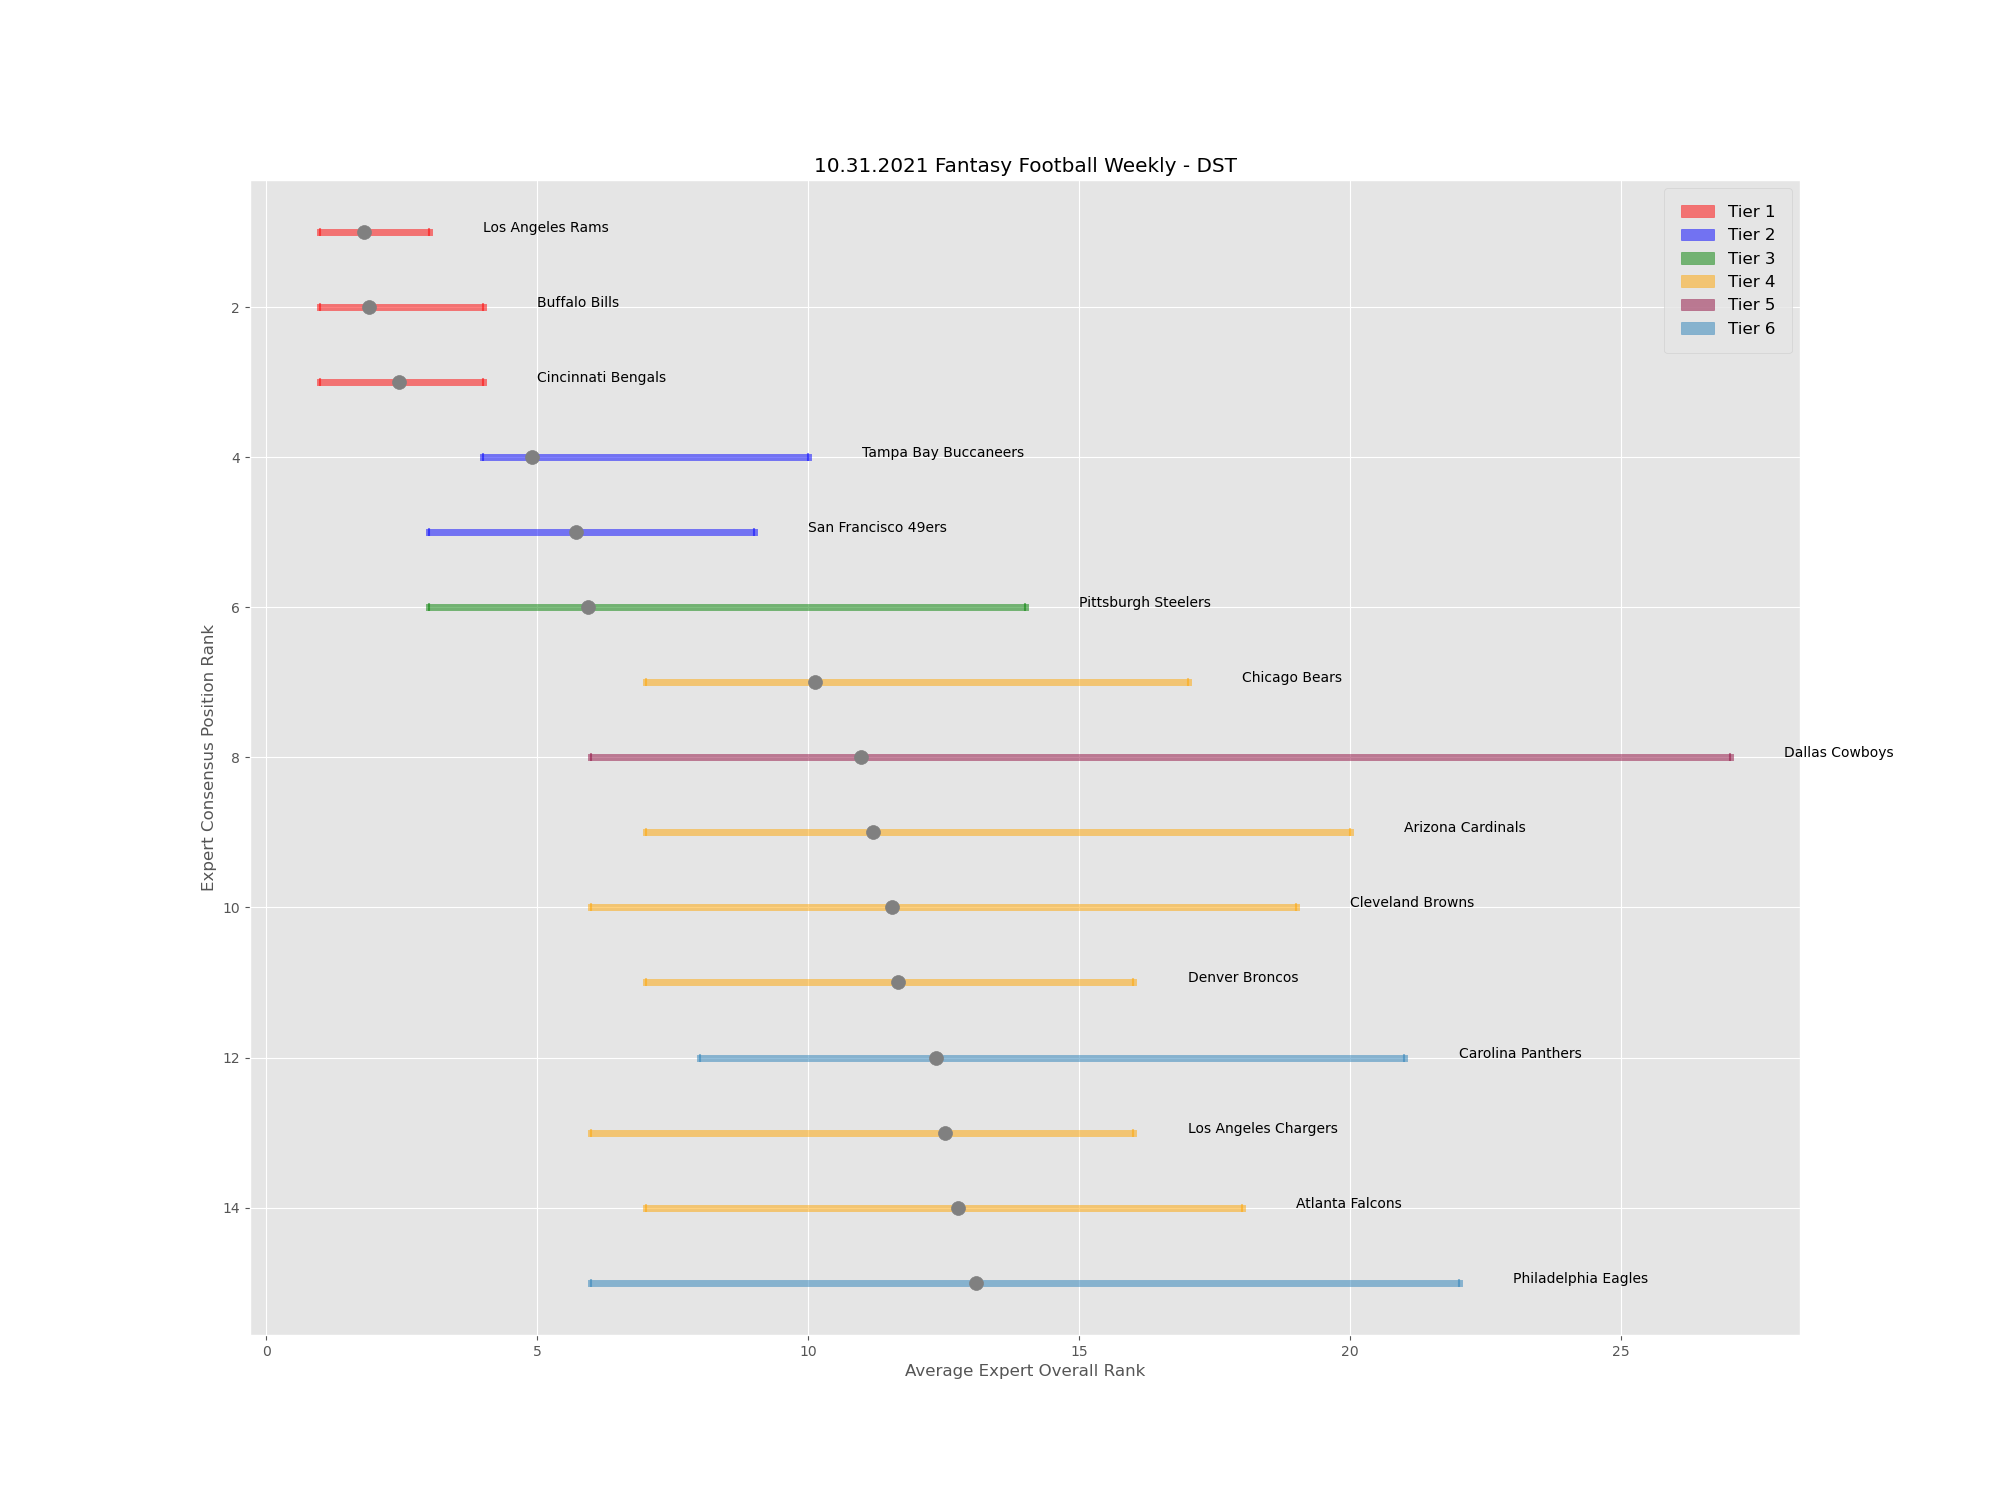 10.31.2021 Fantasy Football Weekly - DST
Tier 1
Tier 2
Tier 3
Tier 4
Tier 5
Tier 6
Los Angeles Rams
Buffalo Bills
Cincinnati Bengals
Tampa Bay Buccaneers
San Francisco 49ers
Pittsburgh Steelers
Chicago Bears
Dallas Cowboys
Arizona Cardinals
Cleveland Browns
Denver Broncos
Carolina Panthers
Los Angeles Chargers
Atlanta Falcons
Philadelphia Eagles
Expert Consensus Position Rank
2
4
6
8
10
12
14
0 5 10 15 20 25
Average Expert Overall Rank